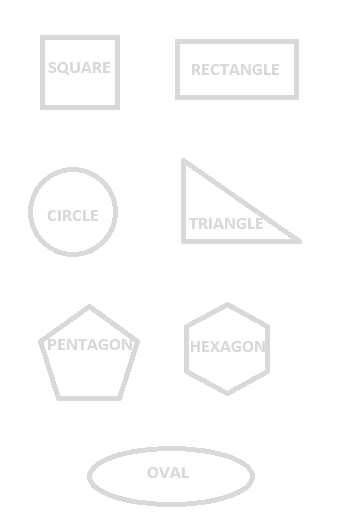 SQUARE
RECTANGLE
CIRCLE
TRIANGLE
PENTAGON
HEXAGON
OVAL